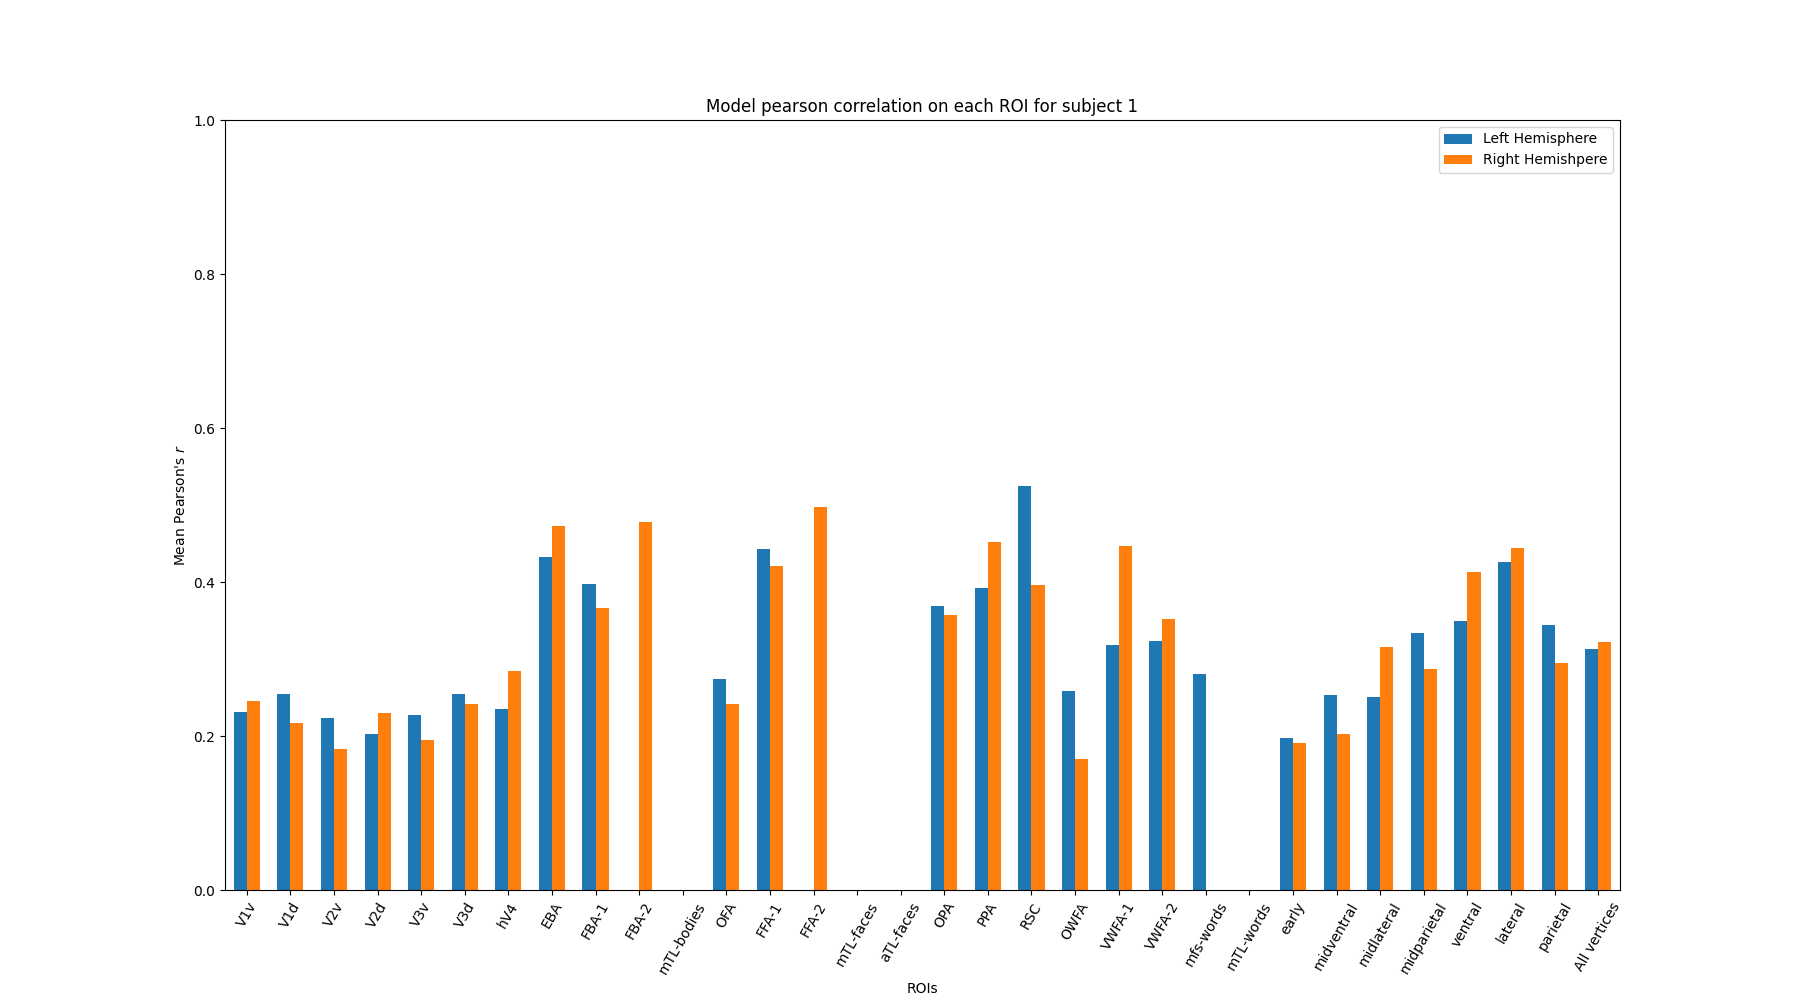 Model pearson correlation on each ROI for subject 1
Left Hemisphere
Right Hemishpere
Mean Pearson's r
1.0
0.8
0.6
0.4
0.2
0.0
V1v
V1d
V2v
V2d
V3v
V3d
hV4
EBA
FBA-1
FBA-2
mTL-bodies
OFA
FFA-1
FFA-2
mTL-faces
aTL-faces
OPA
PPA
RSC
OWFA
VWFA-1
VWFA-2
mfs-words
mTL-words
early
midventral
midlateral
midparietal
ventral
lateral
parietal
All vertices
ROIs